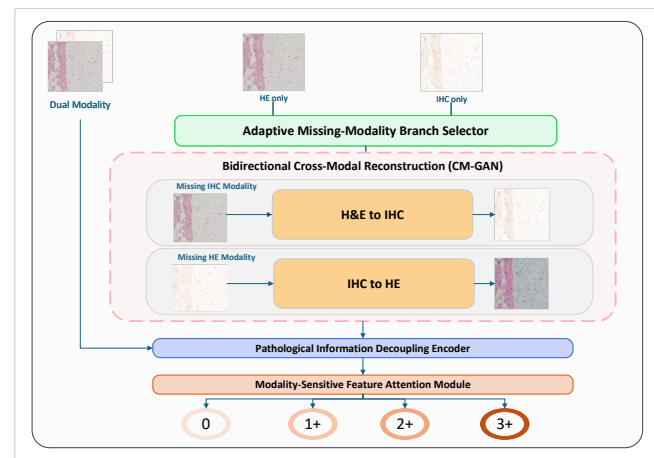 Dual Modality
HE only
IHC only
Adaptive Missing-Modality Branch Selector
Bidirectional Cross-Modal Reconstruction (CM-GAN)
Missing IHC Modality
H&E to IHC
Missing HE Modality
IHC to HE
Pathological Information Decoupling Encoder
Modality-Sensitive Feature Attention Module
0
1+
2+
3+